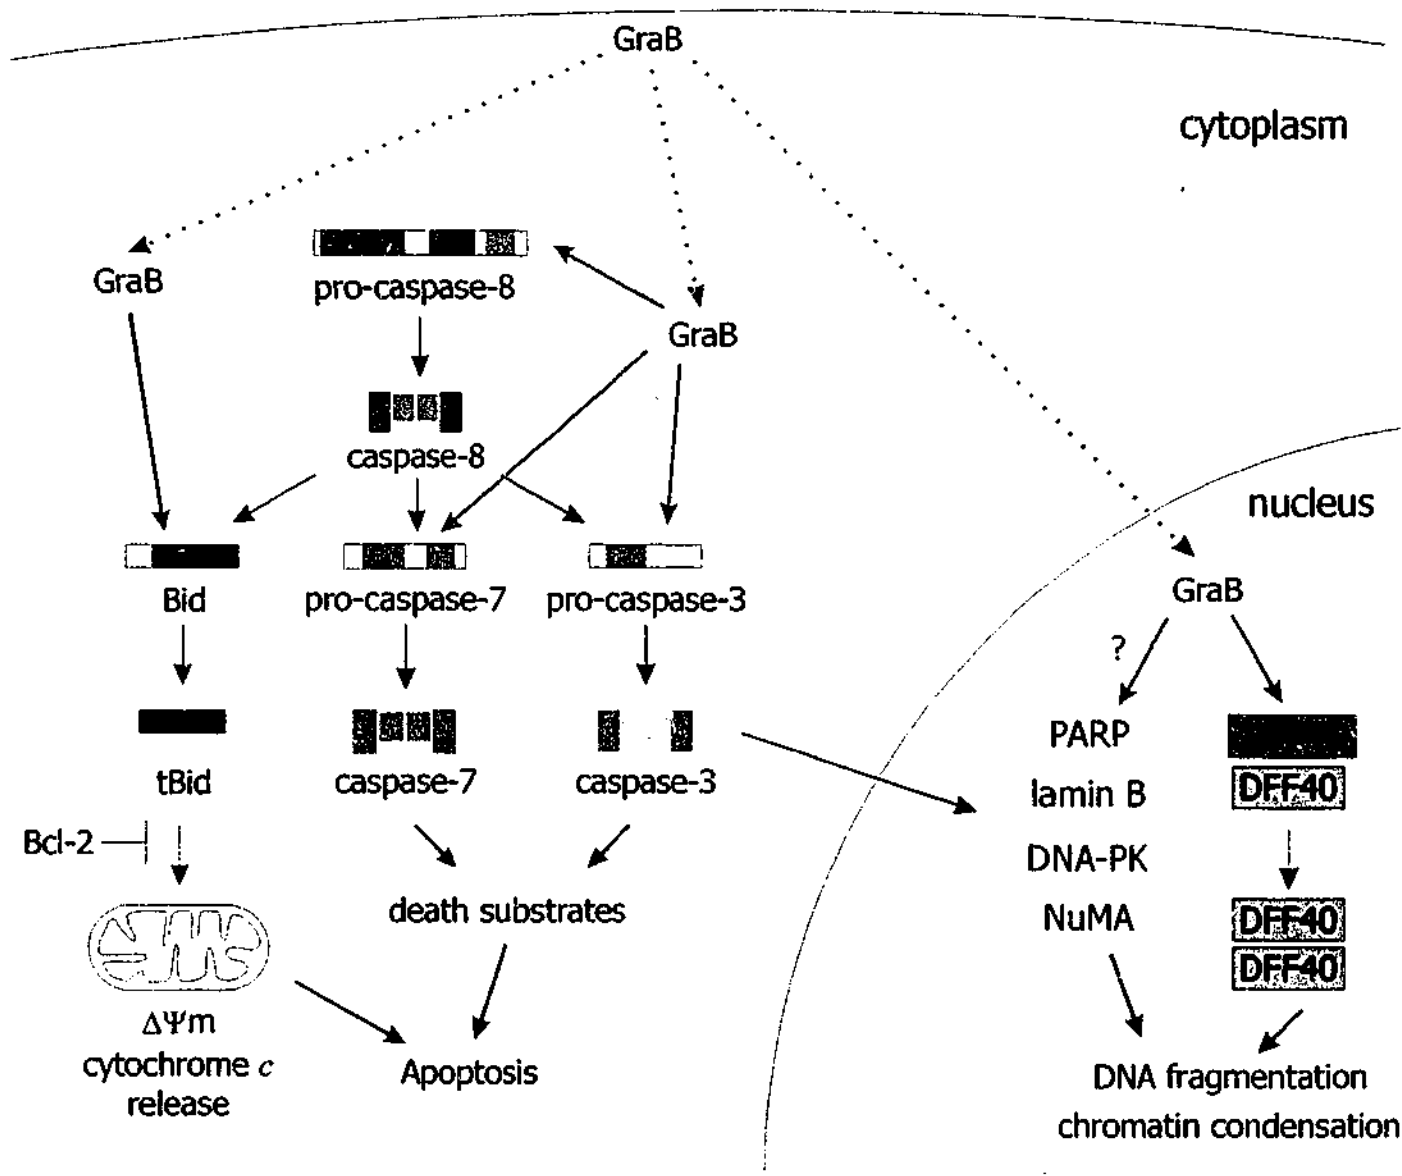 GraB
cytoplasm
GraB
pro-caspase-8
GraB
caspase-8
nucleus
Bid
pro-caspase-7
pro-caspase-3
GraB
?
tBid
caspase-7
caspase-3
PARP
lamin B
DFF40
Bcl-2
DNA-PK
death substrates
NuMA
DFF40
DFF40
ΔΨm
cytochrome c
release
Apoptosis
DNA fragmentation
chromatin condensation